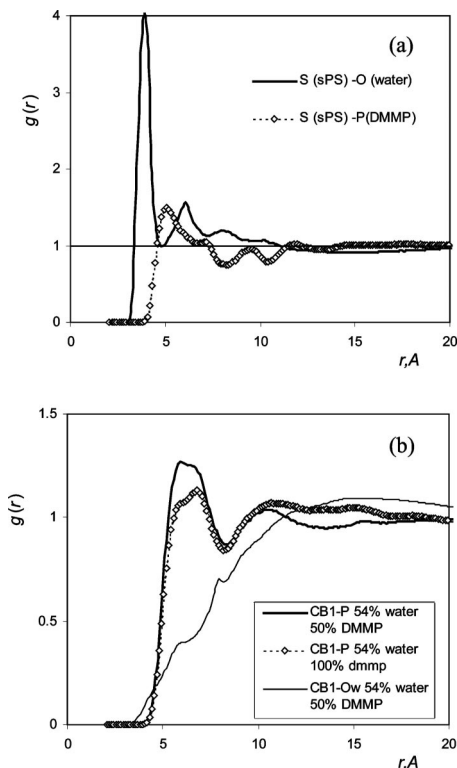 4
(a)
S (sPS) -O (water)
3
S (sPS) -P(DMMP)
g(r)
2
1
0
0 5 10 15 20
r,A
1.5
(b)
1
g(r)
0.5
CB1-P 54% water
50% DMMP
CB1-P 54% water
100% dmmp
CB1-Ow 54% water
50% DMMP
0
0 5 10 15 20
r,A